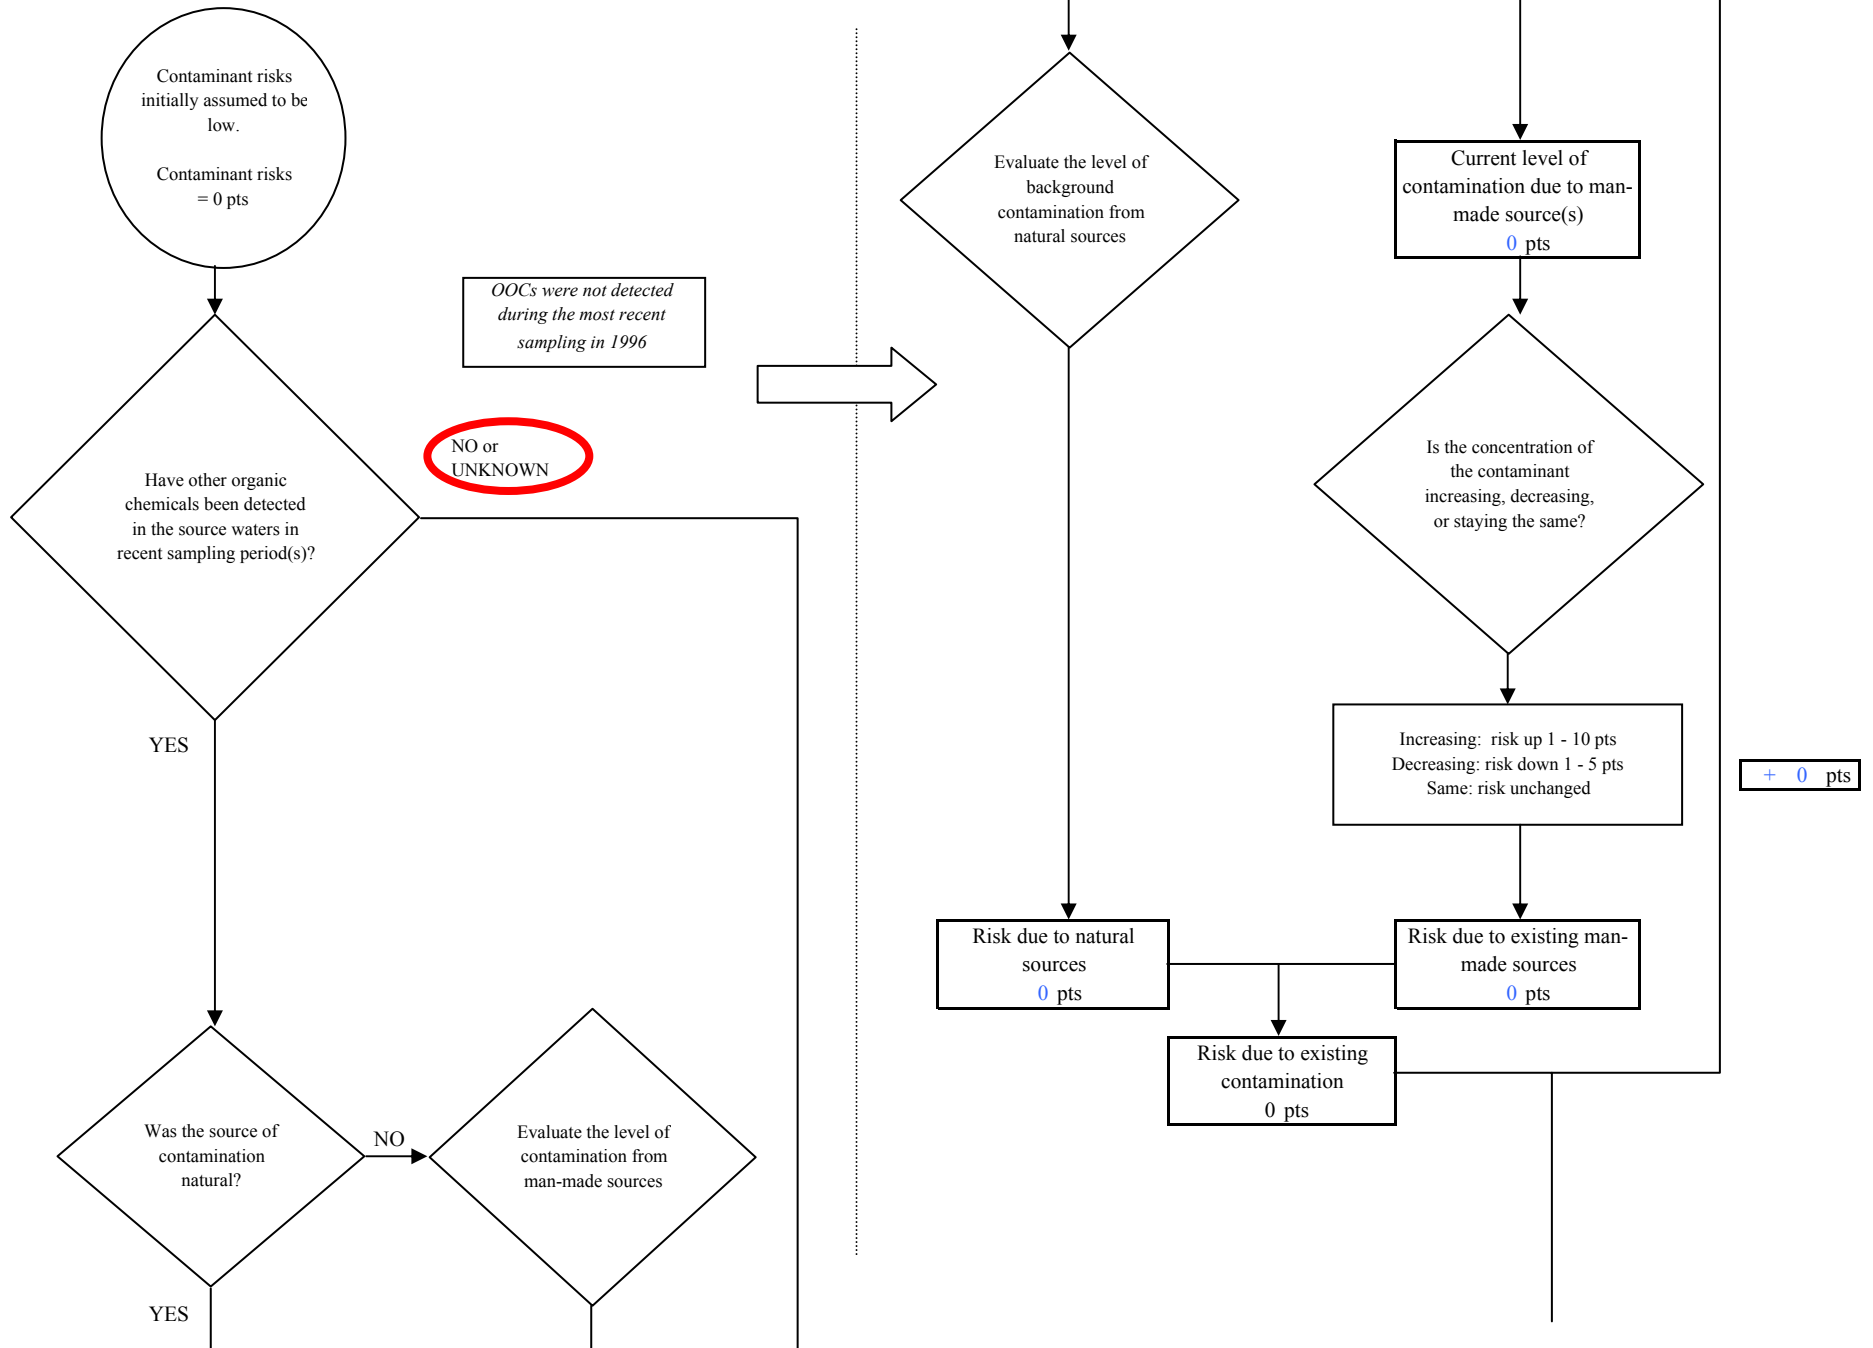 Contaminant risks
initially assumed to be
low.
Contaminant risks
= 0 pts
OOCs were not detected
during the most recent
sampling in 1996
NO or
UNKNOWN
Have other organic
chemicals been detected
in the source waters in
recent sampling period(s)?
YES
Was the source of
contamination
natural?
NO
Evaluate the level of
contamination from
man-made sources
YES
Evaluate the level of
background
contamination from
natural sources
Current level of
contamination due to man-
made source(s)
0 pts
Is the concentration of
the contaminant
increasing, decreasing,
or staying the same?
Increasing: risk up 1 - 10 pts
Decreasing: risk down 1 - 5 pts
Same: risk unchanged
+ 0 pts
Risk due to natural
sources
0 pts
Risk due to existing man-
made sources
0 pts
Risk due to existing
contamination
0 pts